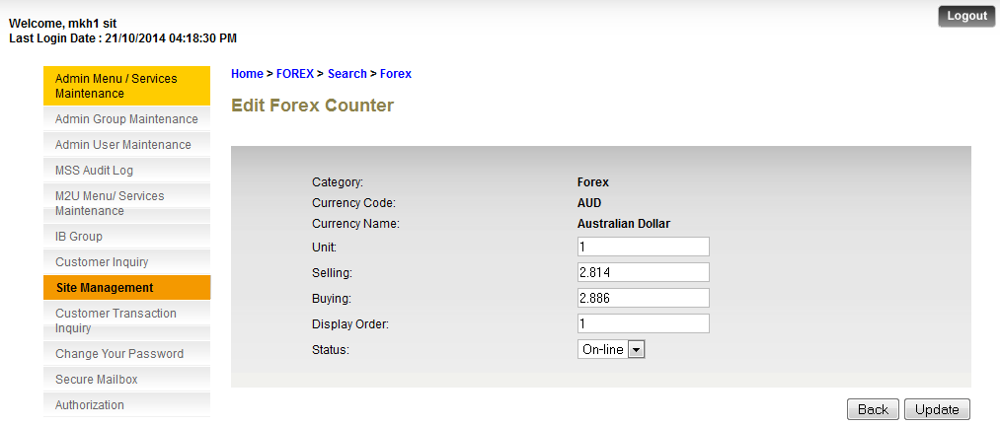 Welcome, mkh1 sit
Logout
Last Login Date : 21/10/2014 04:18:30 PM
Admin Menu / Services
Maintenance
Admin Group Maintenance
Admin User Maintenance
MSS Audit Log
M2U Menu/ Services
Maintenance
IB Group
Customer Inquiry
Site Management
Customer Transaction
Inquiry
Change Your Password
Secure Mailbox
Authorization
Home > FOREX > Search > Forex
Edit Forex Counter
Category: Forex
Currency Code: AUD
Currency Name: Australian Dollar
Unit: 1
Selling: 2.814
Buying: 2.886
Display Order: 1
Status: On-line
Back Update